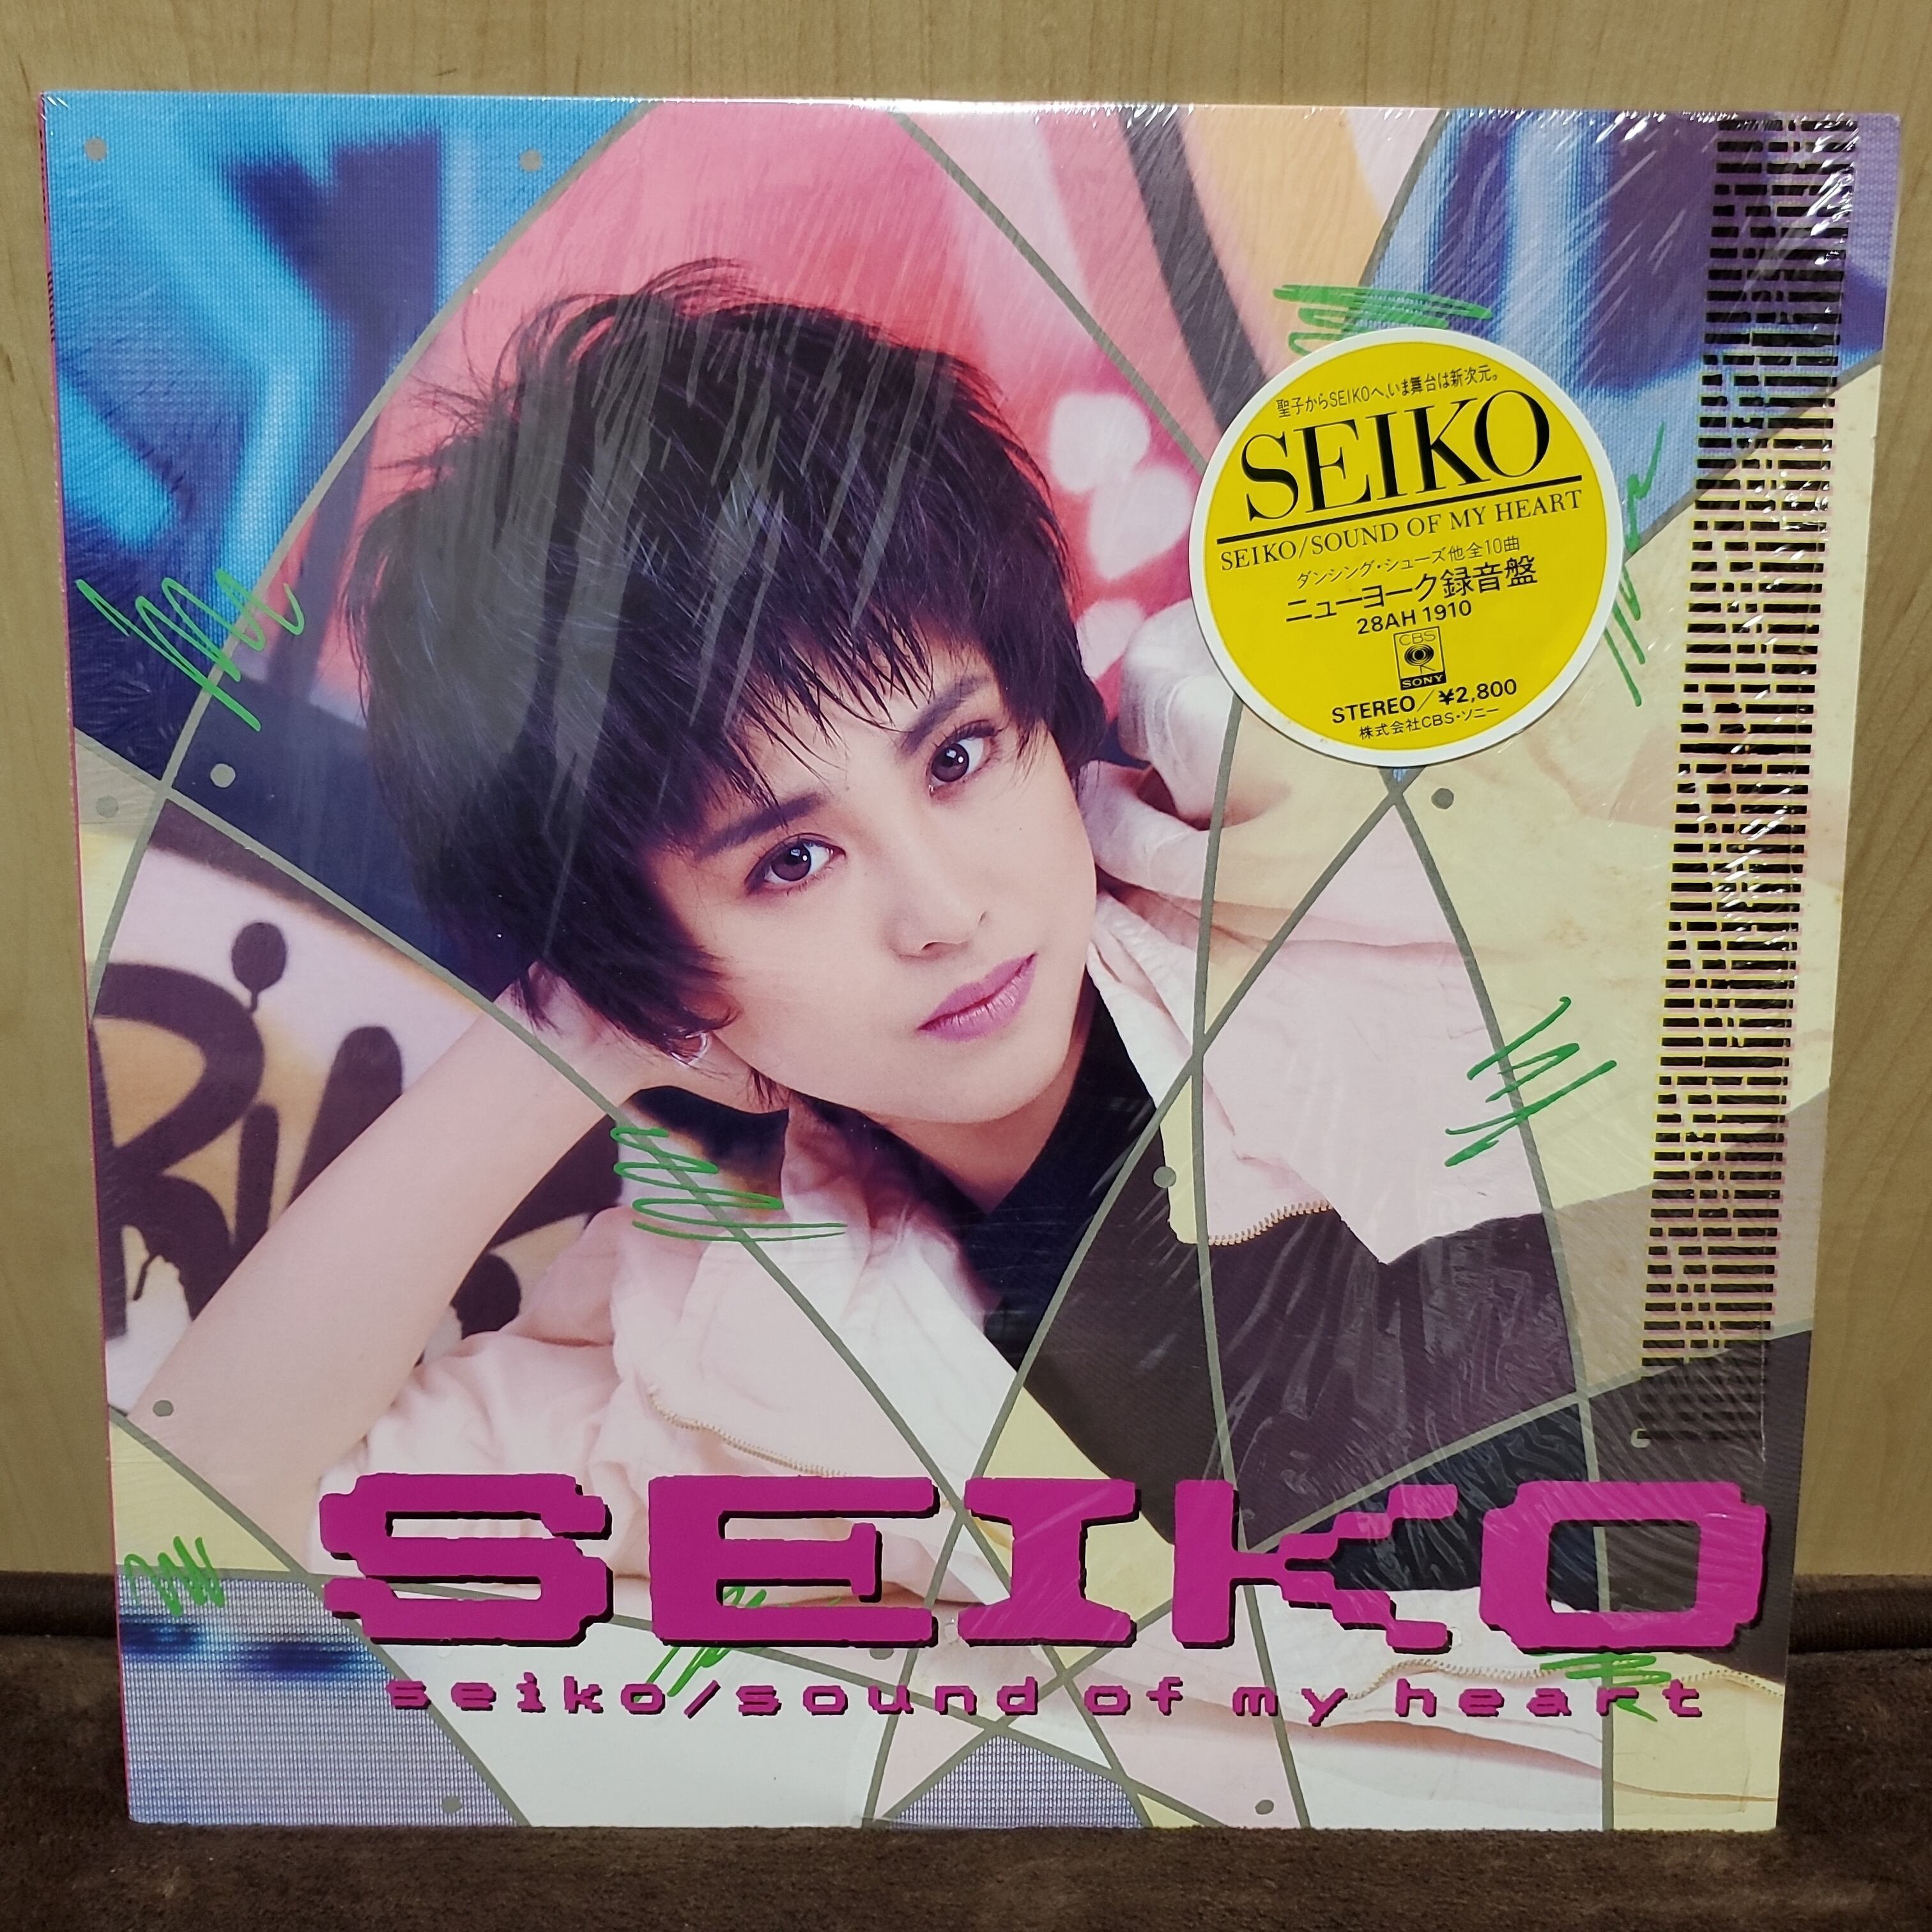 聖子からSEIKOへ、いま舞台は新次元。
SEIKO
SEIKO/SOUND OF MY HEART
ダンシング・シューズ他全10曲
ニューヨーク録音盤
28AH 1910
CBS
SONY
STEREO/¥2,800
株式会社CBS・ソニー
SEIKO
seiko/sound of my heart